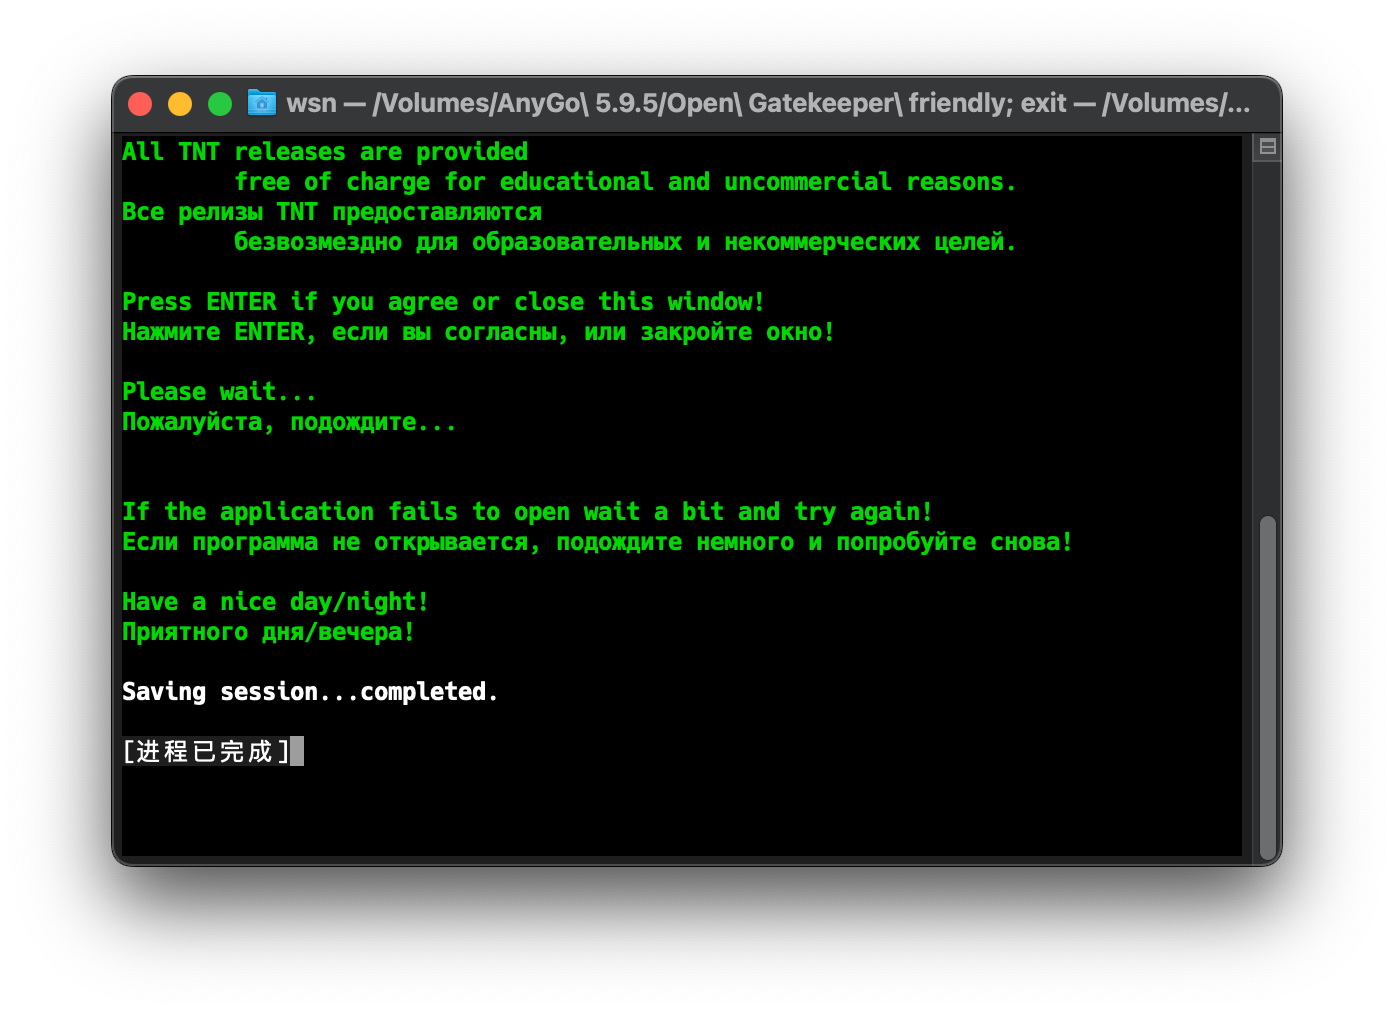 wsn — /Volumes/AnyGo\ 5.9.5/Open\ Gatekeeper\ friendly; exit — /Volumes/...
All TNT releases are provided
free of charge for educational and uncommercial reasons.
Все релизы TNT предоставляются
безвозмездно для образовательных и некоммерческих целей.
Press ENTER if you agree or close this window!
Нажмите ENTER, если вы согласны, или закройте окно!
Please wait...
Пожалуйста, подождите...
If the application fails to open wait a bit and try again!
Если программа не открывается, подождите немного и попробуйте снова!
Have a nice day/night!
Приятного дня/вечера!
Saving session...completed.
[进程已完成]